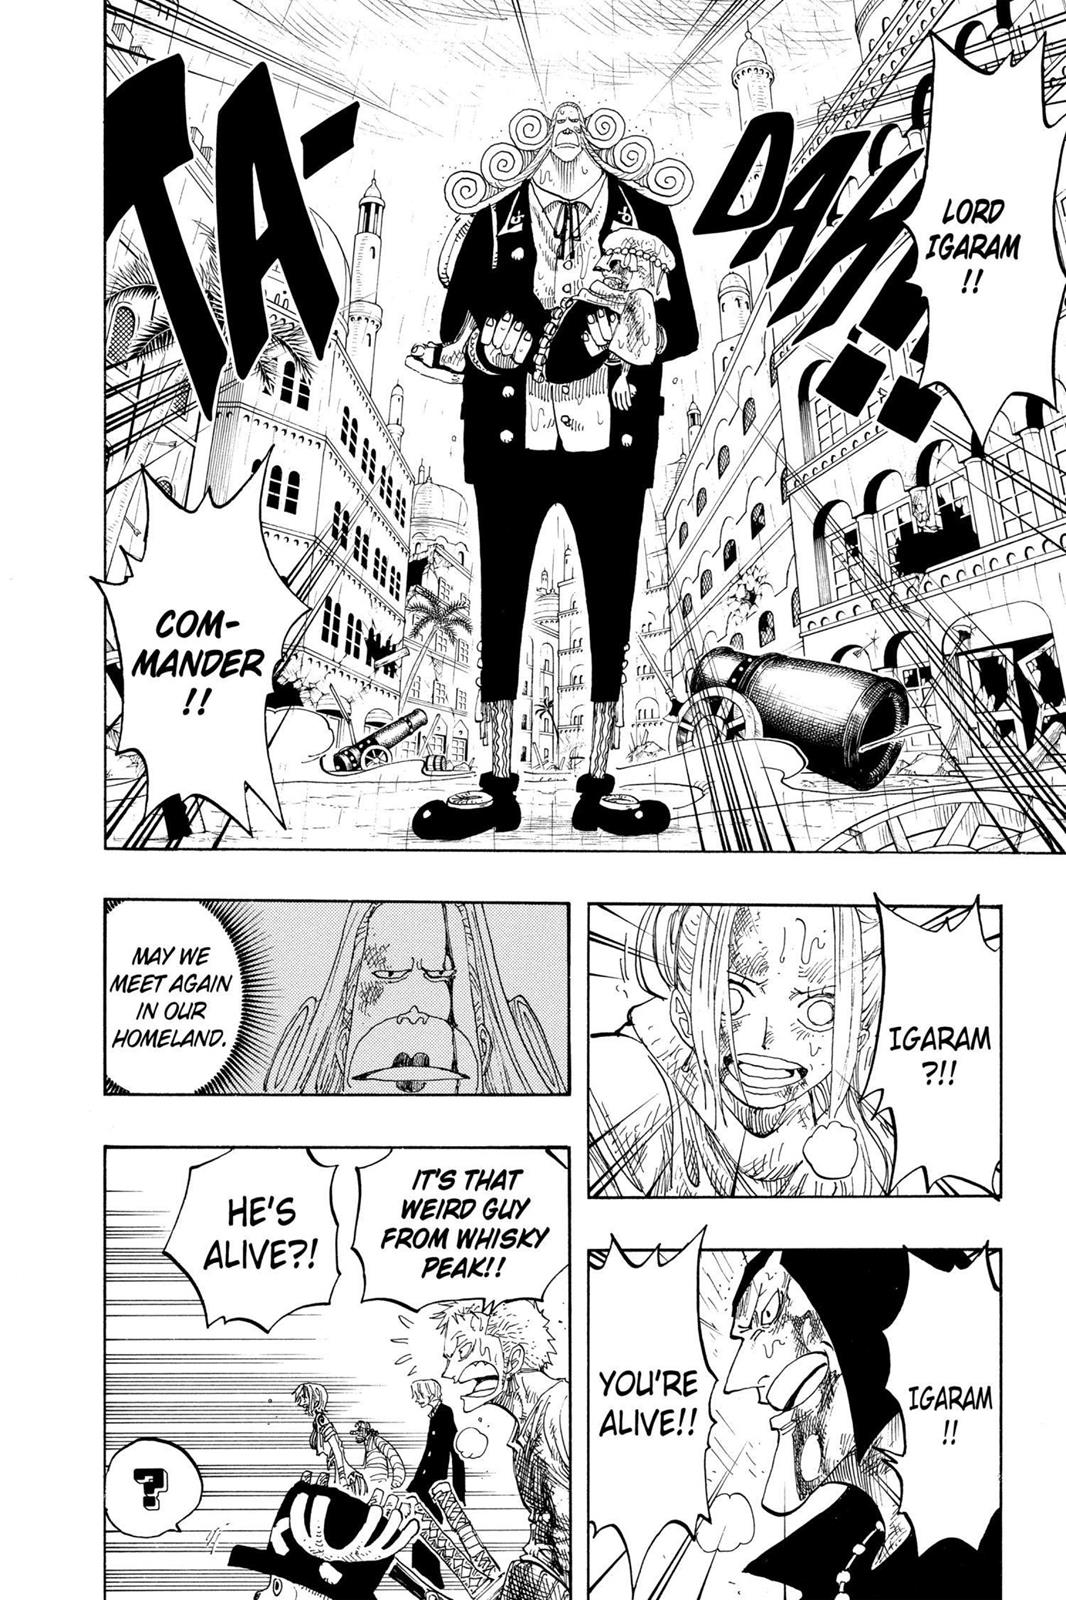 LORD
IGARAM
!!
TA-
DAH!!
COM-
MANDER
!!
IGARAM
?!!
MAY WE
MEET AGAIN
IN OUR
HOMELAND.
IGARAM
!!
YOU'RE
ALIVE!!
IT'S THAT
WEIRD GUY
FROM WHISKY
PEAK!!
HE'S
ALIVE?!
?